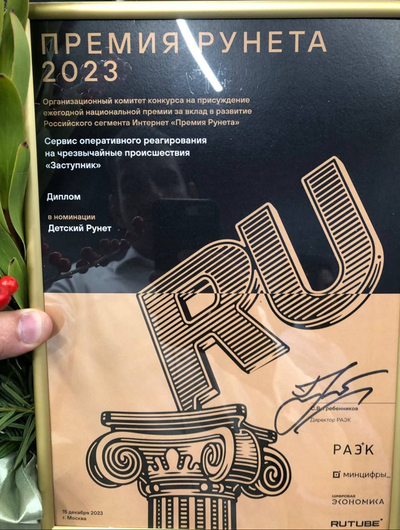 ПРЕМИЯ РУНЕТА
2023
Организационный комитет конкурса на присуждение
ежегодной национальной премии за вклад в развитие
Российского сегмента Интернет «Премия Рунета»
Сервис оперативного реагирования
на чрезвычайные происшествия
«Заступник»
Диплом
в номинации
Детский Рунет
RU
С.В. Гребенников
Директор РАЭК
РАЭК
минцифры_
ЦИФРОВАЯ
ЭКОНОМИКА
RUTUBE
15 декабря 2023
г. Москва